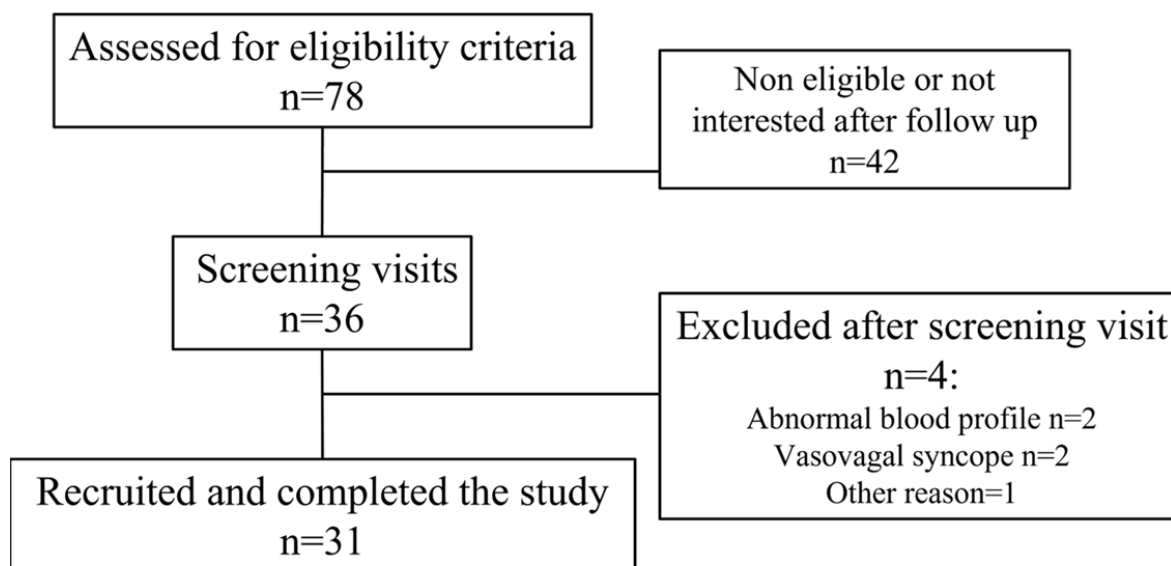 Assessed for eligibility criteria
n=78
Non eligible or not
interested after follow up
n=42
Screening visits
n=36
Excluded after screening visit
n=4:
Abnormal blood profile n=2
Vasovagal syncope n=2
Other reason=1
Recruited and completed the study
n=31